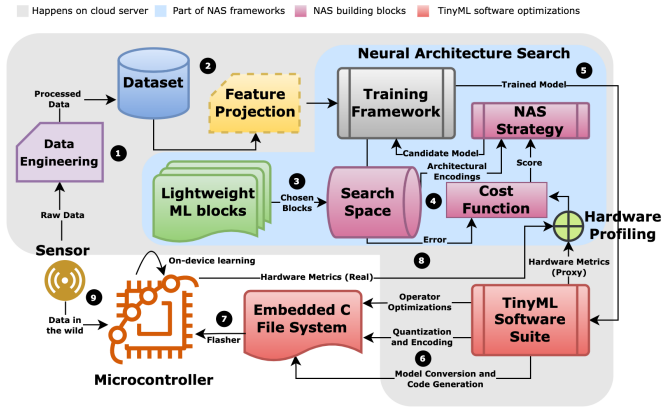 Happens on cloud server
Part of NAS frameworks
NAS building blocks
TinyML software optimizations
Neural Architecture Search
Processed
Data
Dataset
2
Feature
Projection
Training
Framework
5
Trained Model
NAS
Strategy
Data
Engineering
1
Candidate Model
Architectural
Encodings
Score
Lightweight
ML blocks
3
Chosen
Blocks
Search
Space
4
Cost
Function
Hardware
Profiling
Raw Data
Error
8
Sensor
On-device learning
Hardware Metrics (Real)
Hardware Metrics
(Proxy)
9
Data in
the wild
7
Flasher
Embedded C
File System
Operator
Optimizations
Quantization
and Encoding
6
TinyML
Software
Suite
Microcontroller
Model Conversion and
Code Generation